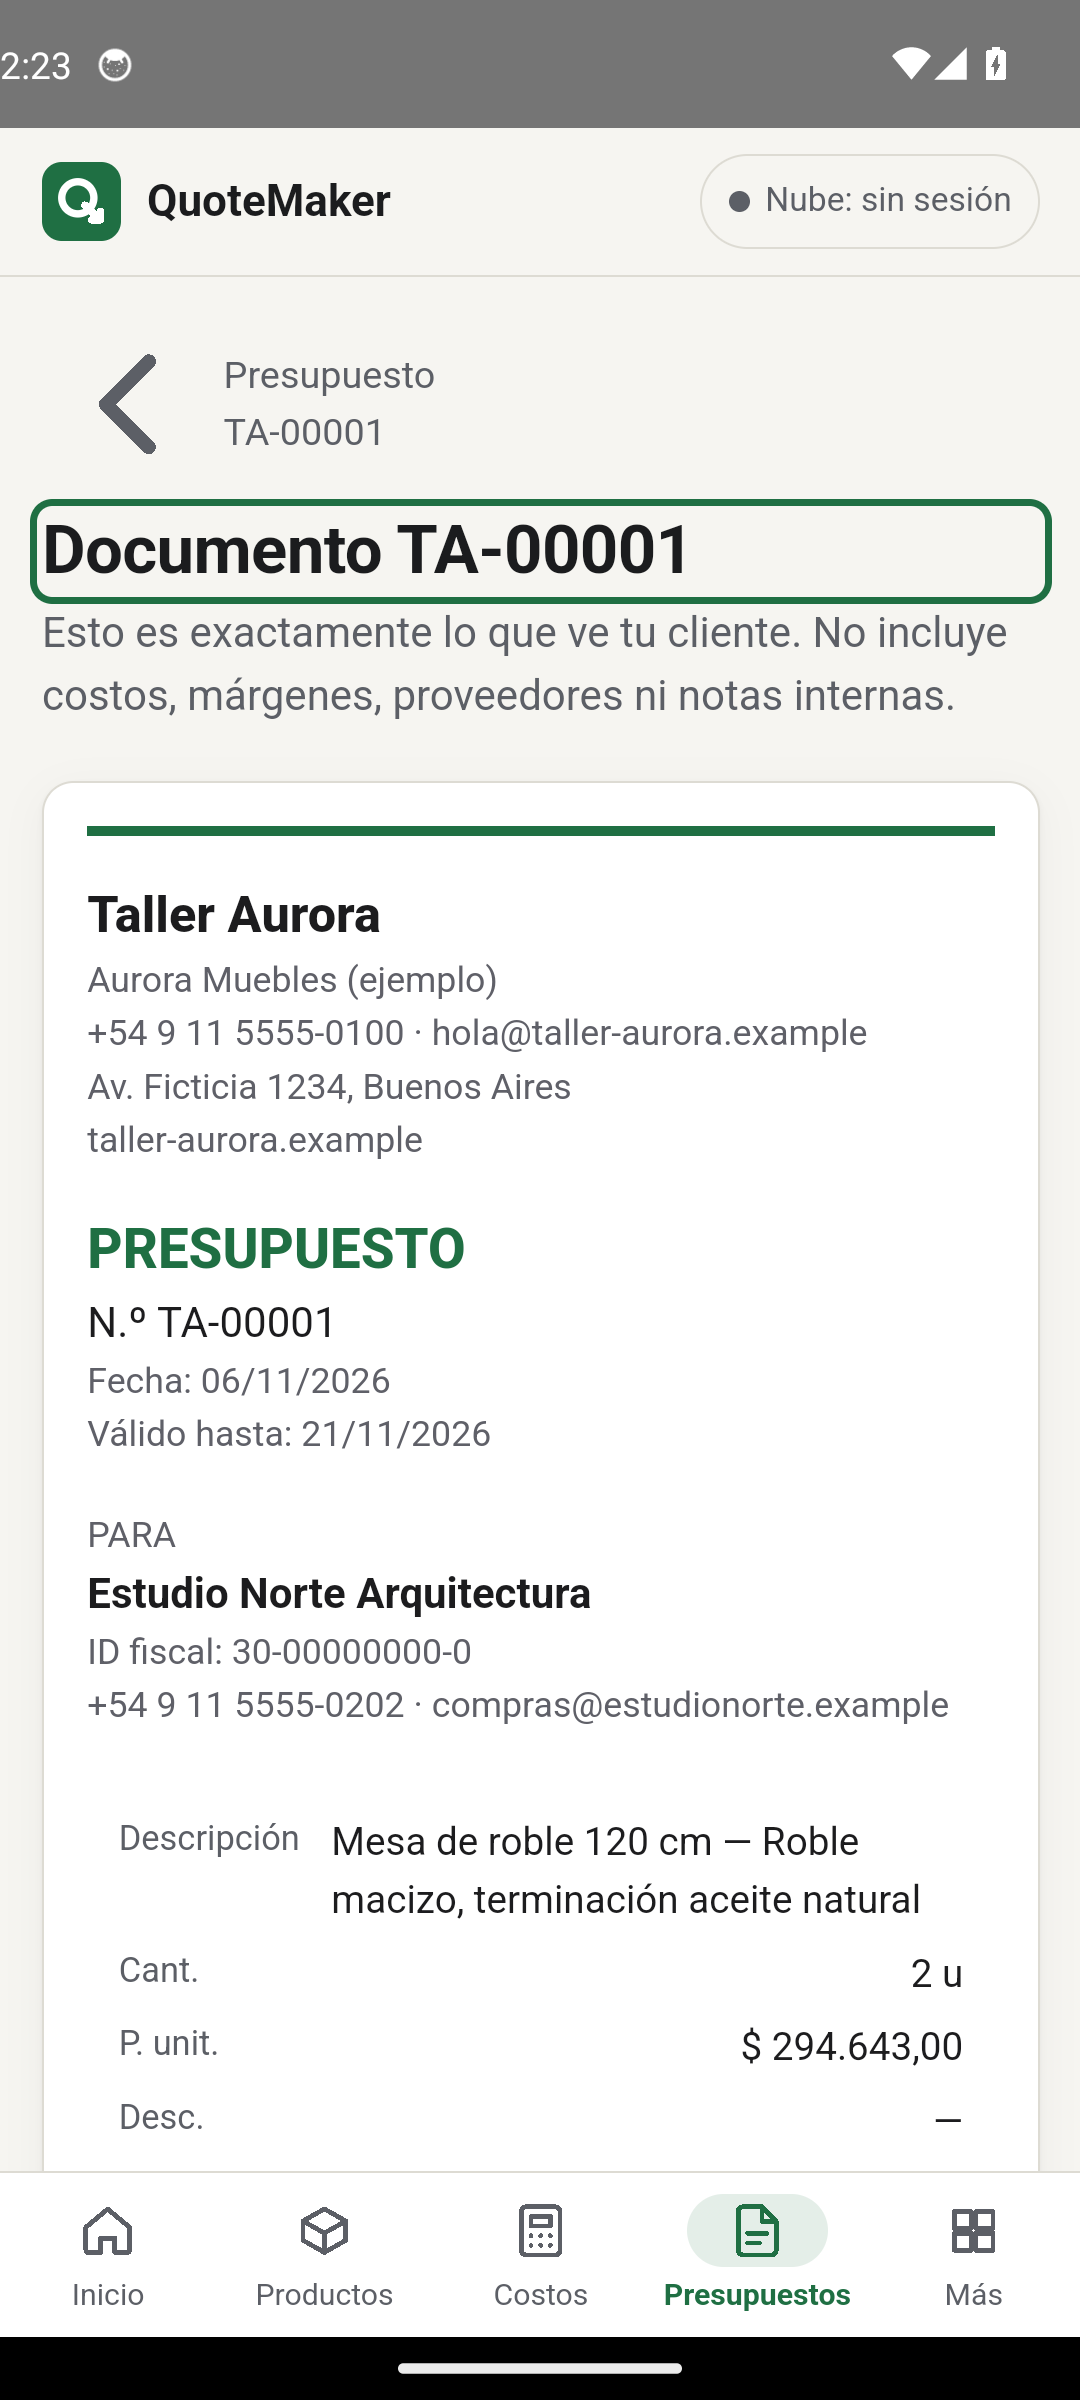 2:23
QuoteMaker
Nube: sin sesión
Presupuesto
TA-00001
Documento TA-00001
Esto es exactamente lo que ve tu cliente. No incluye
costos, márgenes, proveedores ni notas internas.
Taller Aurora
Aurora Muebles (ejemplo)
+54 9 11 5555-0100 · hola@taller-aurora.example
Av. Ficticia 1234, Buenos Aires
taller-aurora.example
PRESUPUESTO
N.º TA-00001
Fecha: 06/11/2026
Válido hasta: 21/11/2026
PARA
Estudio Norte Arquitectura
ID fiscal: 30-00000000-0
+54 9 11 5555-0202 · compras@estudionorte.example
Descripción Mesa de roble 120 cm — Roble
macizo, terminación aceite natural
Cant. 2 u
P. unit. $ 294.643,00
Desc. —
Inicio Productos Costos Presupuestos Más